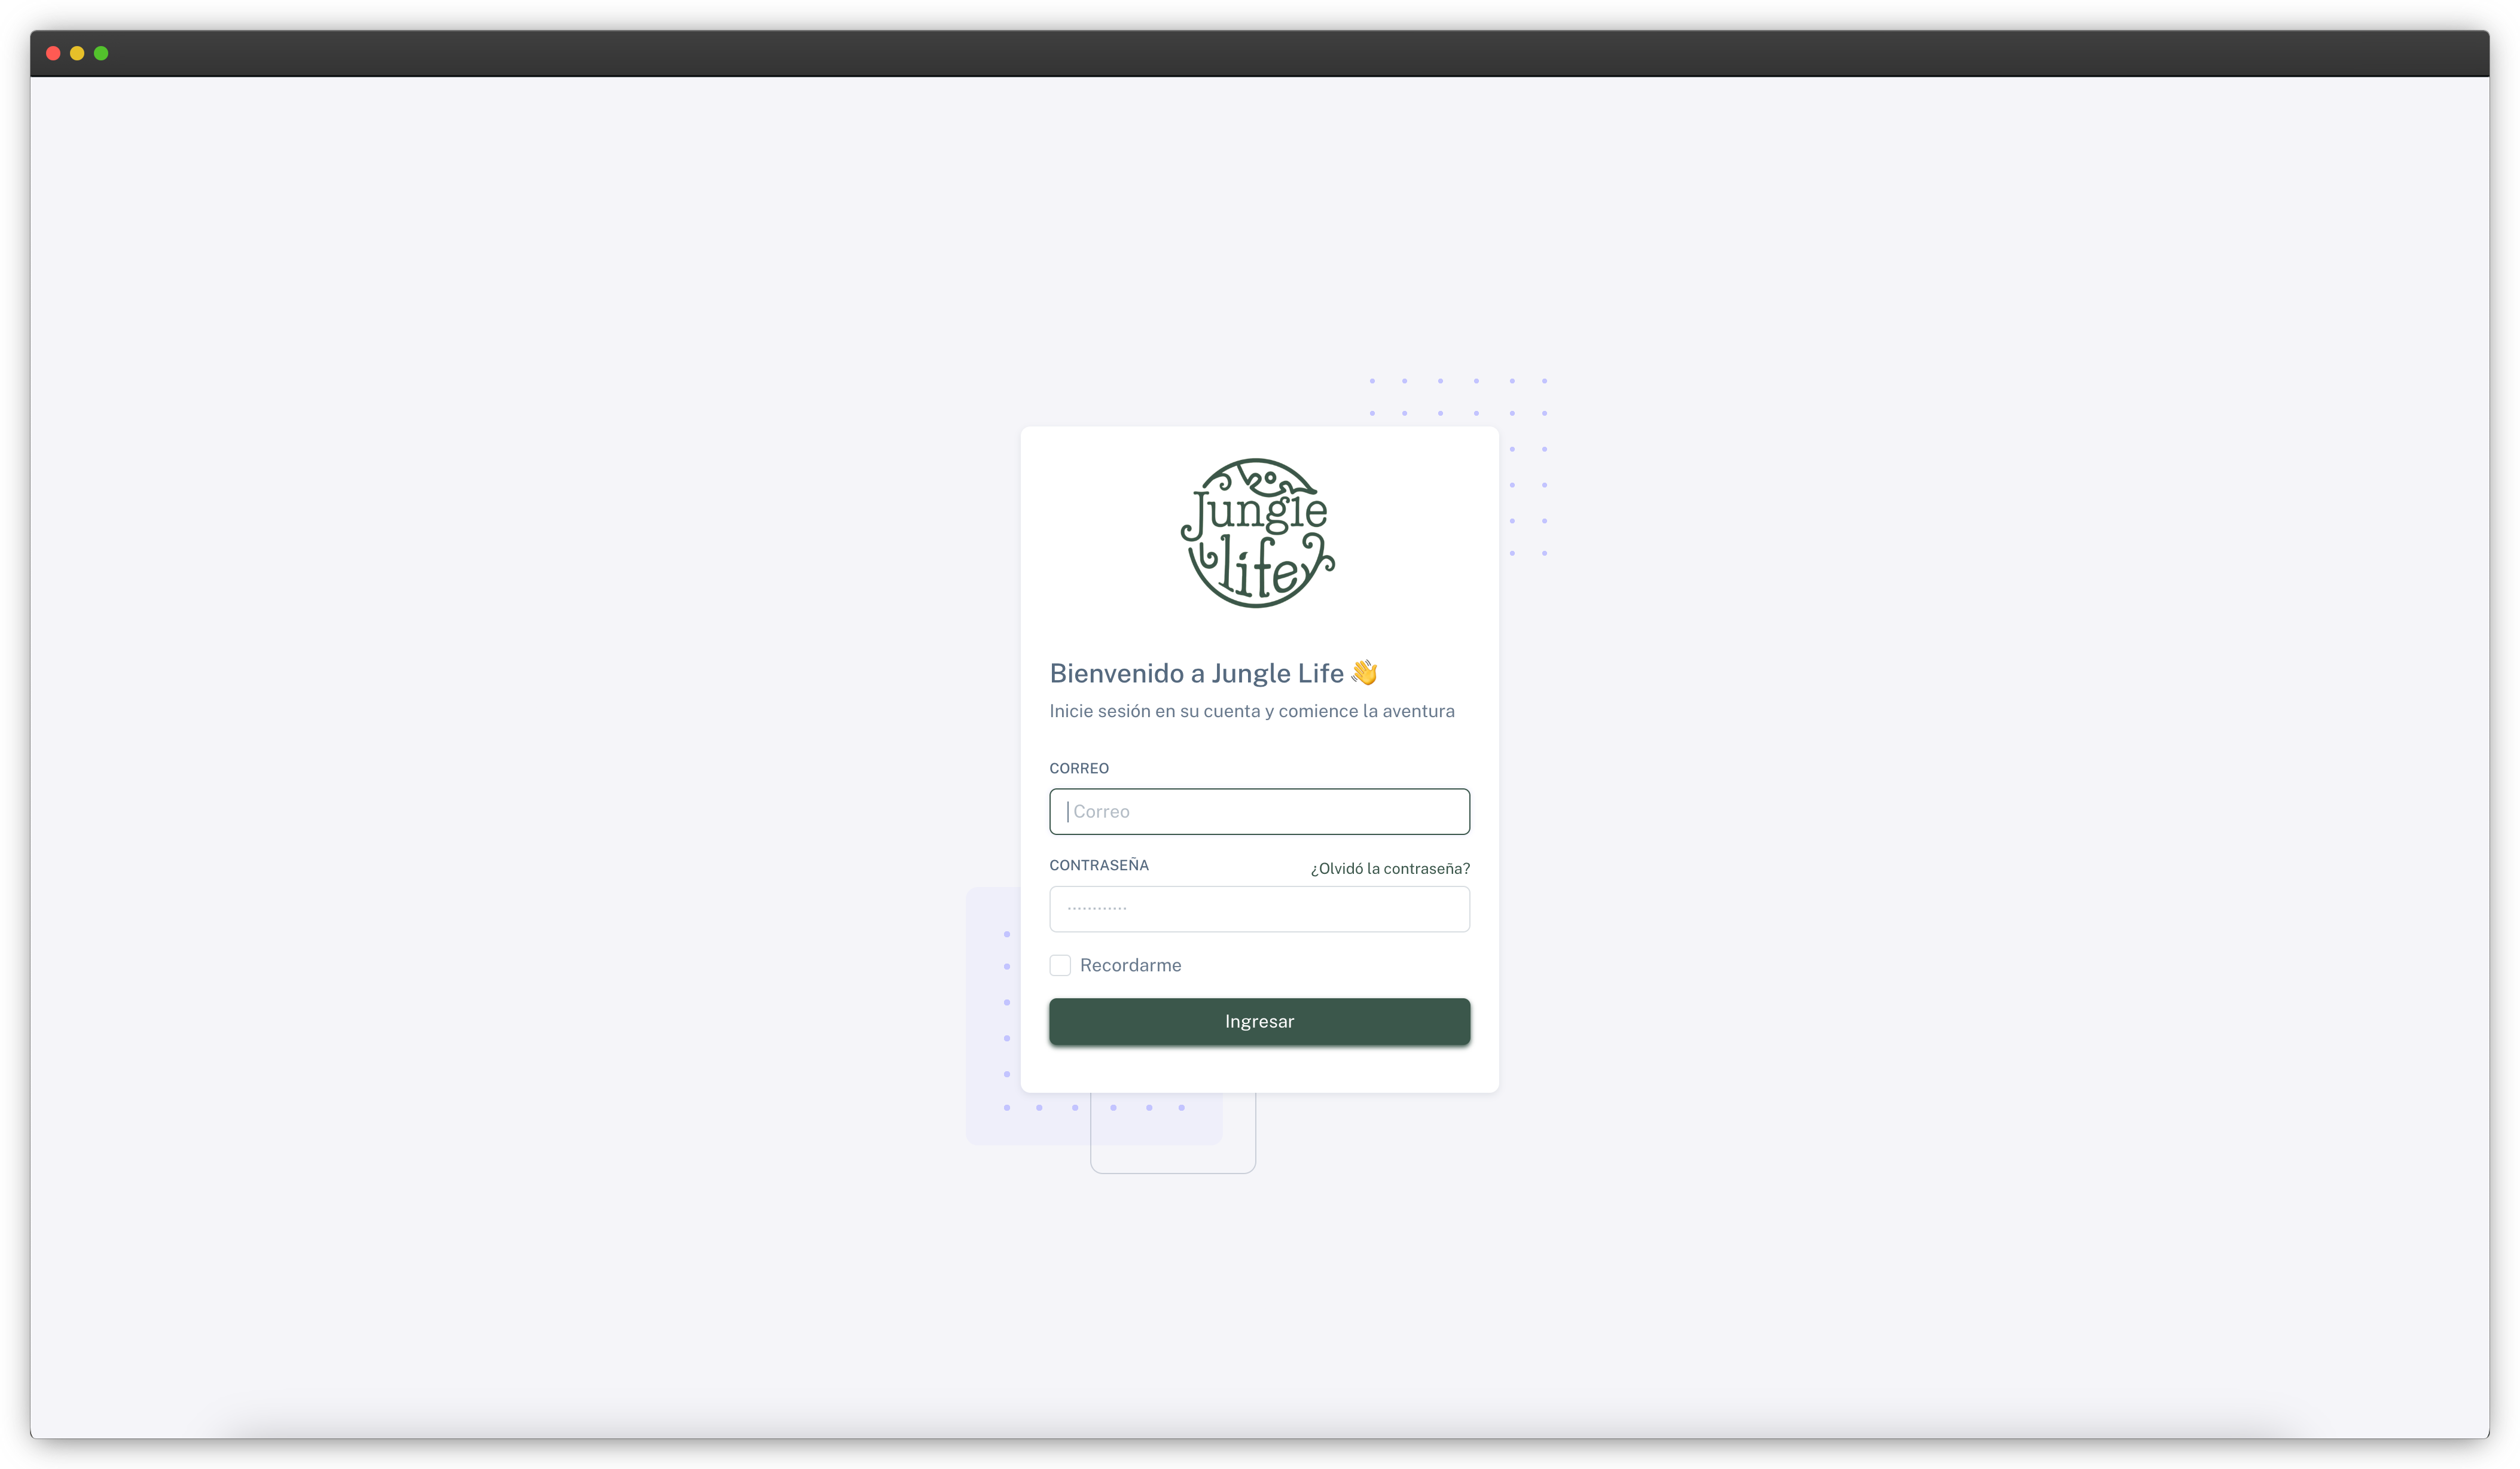 Jungle
life
Bienvenido a Jungle Life 👋
Inicie sesión en su cuenta y comience la aventura
CORREO
Correo
CONTRASEÑA
¿Olvidó la contraseña?
············
Recordarme
Ingresar